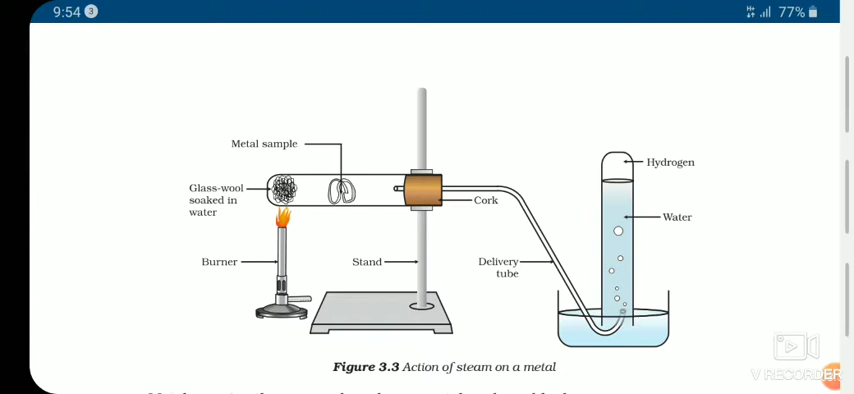 9:54 3
77%
Metal sample
Hydrogen
Glass-wool
soaked in
water
Cork
Water
Burner
Stand
Delivery
tube
Figure 3.3 Action of steam on a metal
V RECORDER